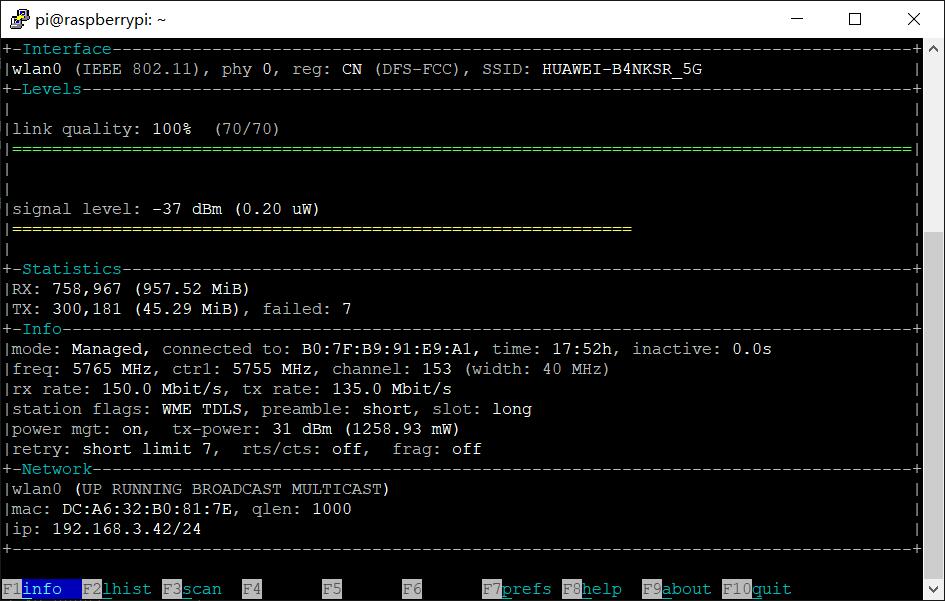 pi@raspberrypi: ~
Interface
wlan0 (IEEE 802.11), phy 0, reg: CN (DFS-FCC), SSID: HUAWEI-B4NKSR_5G
Levels
link quality: 100%  (70/70)
signal level: -37 dBm (0.20 uW)
Statistics
RX: 758,967 (957.52 MiB)
TX: 300,181 (45.29 MiB), failed: 7
Info
mode: Managed, connected to: B0:7F:B9:91:E9:A1, time: 17:52h, inactive: 0.0s
freq: 5765 MHz, ctr1: 5755 MHz, channel: 153 (width: 40 MHz)
rx rate: 150.0 Mbit/s, tx rate: 135.0 Mbit/s
station flags: WME TDLS, preamble: short, slot: long
power mgt: on,  tx-power: 31 dBm (1258.93 mW)
retry: short limit 7,  rts/cts: off,  frag: off
Network
wlan0 (UP RUNNING BROADCAST MULTICAST)
mac: DC:A6:32:B0:81:7E, qlen: 1000
ip: 192.168.3.42/24
F1info F2lhist F3scan F4 F5 F6 F7prefs F8help F9about F10quit